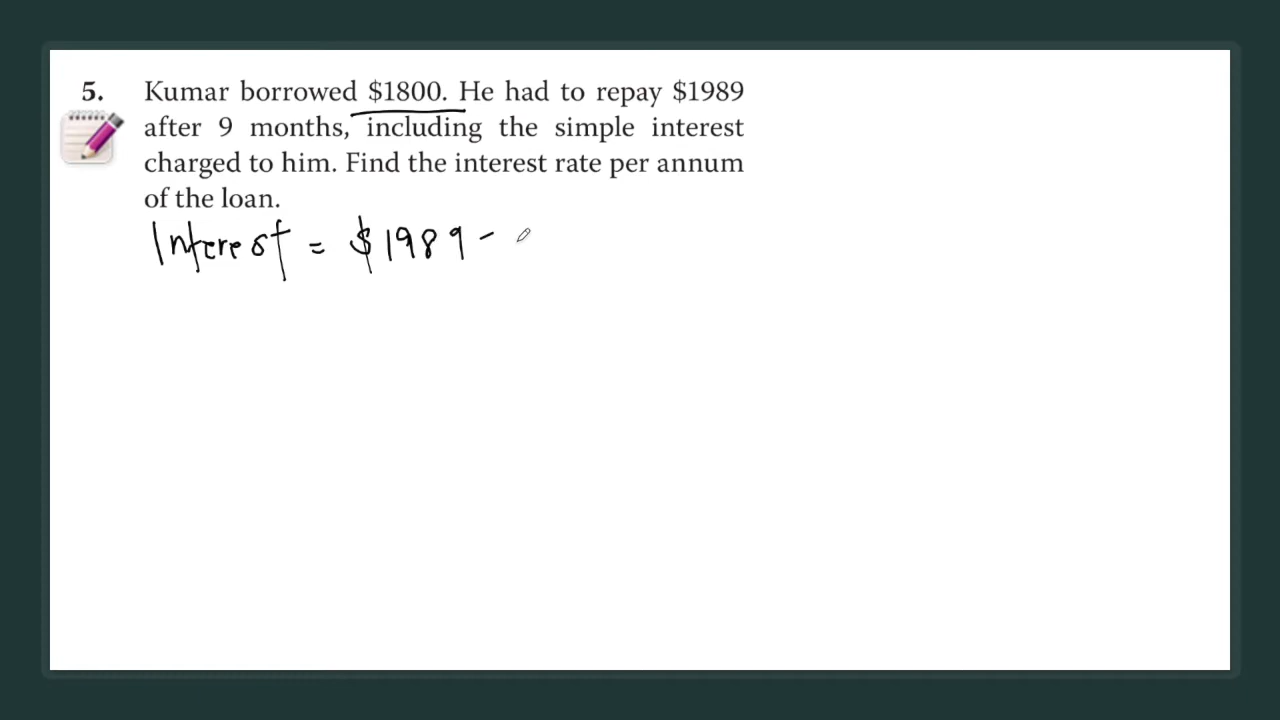 5. Kumar borrowed $1800. He had to repay $1989
after 9 months, including the simple interest
charged to him. Find the interest rate per annum
of the loan.
Interest = $1989 -